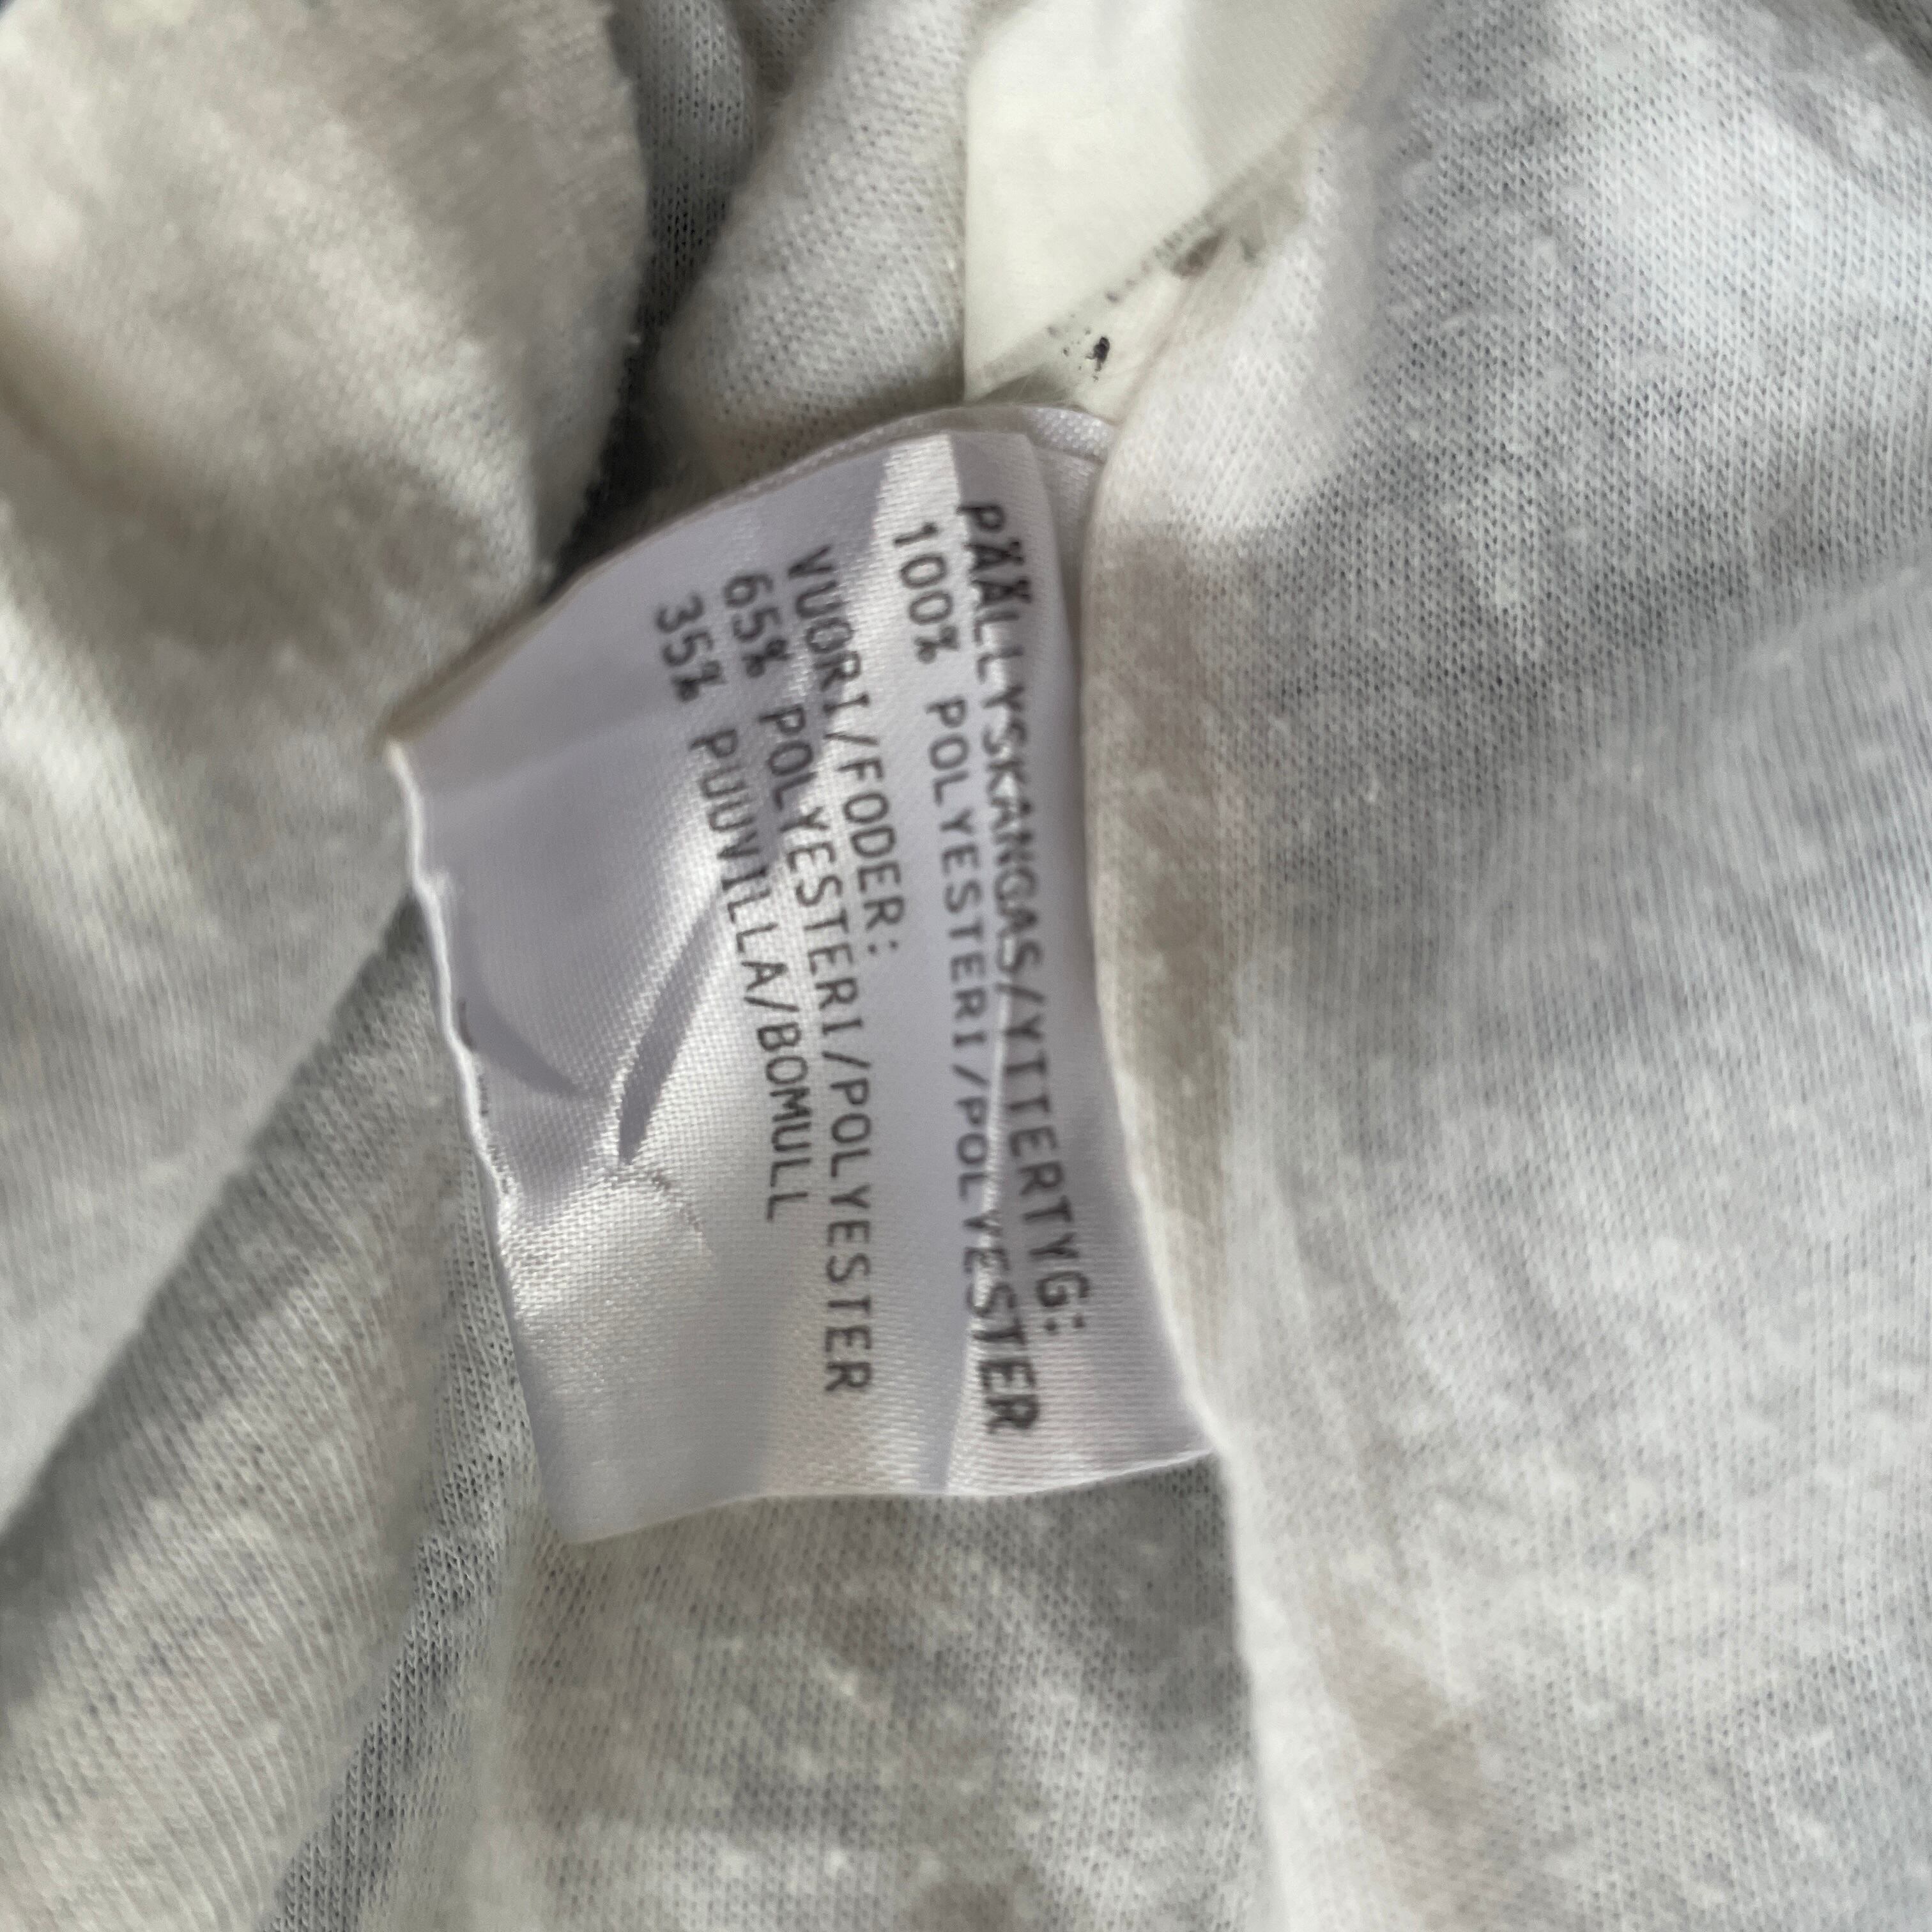 PÄÄLLYSKANGAS/YTTERTYG:
100% POLYESTERI/POLYESTER
VUORI/FODER:
65% POLYESTERI/POLYESTER
35% PUUVILLA/BOMULL